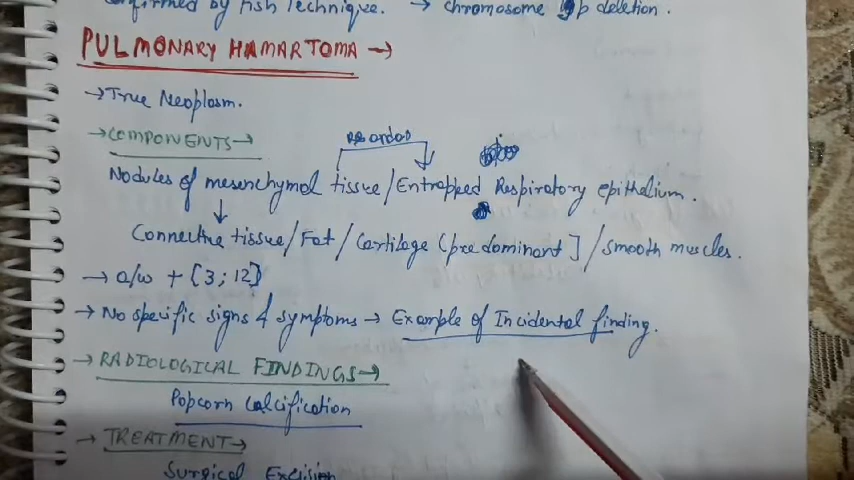 confirmed by Fish Technique. → chromosome 3p deletion.
PULMONARY HAMARTOMA →
→ True Neoplasm.
→ COMPONENTS →
Nodules of mesenchymal tissue/Entrapped Respiratory epithelium.
Connective tissue/Fat/Cartilage (predominant]/smooth muscles.
→ a/w + [3;12]
→ No specific signs & symptoms → Example of Incidental finding.
→ RADIOLOGICAL FINDINGS →
Popcorn calcification
→ TREATMENT →
Surgical Excision